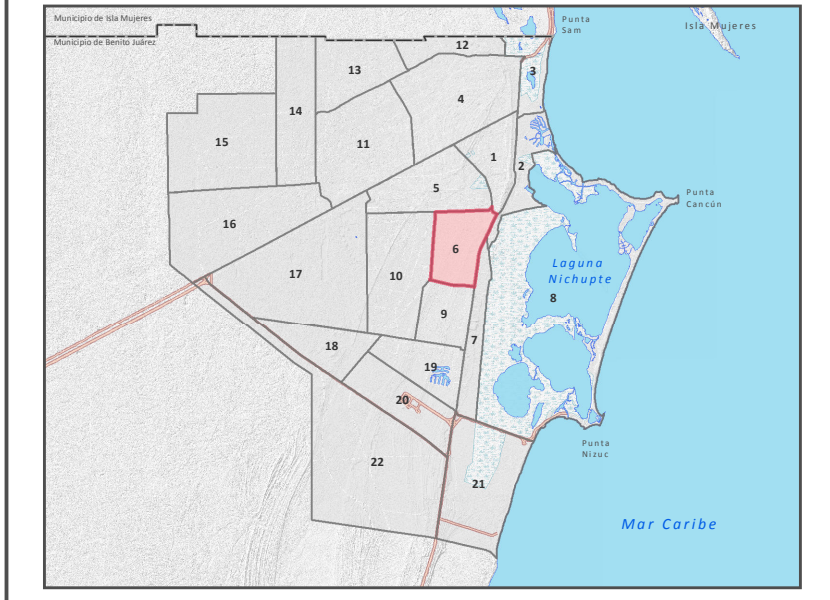 Municipio de Isla Mujeres
Municipio de Benito Juárez
Punta
Sam
Isla Mujeres
12
13
3
4
14
15
11
1
2
5
Punta
Cancún
16
6
17
10
Laguna
Nichupte
8
9
7
18
19
20
22
21
Punta
Nizuc
Mar Caribe